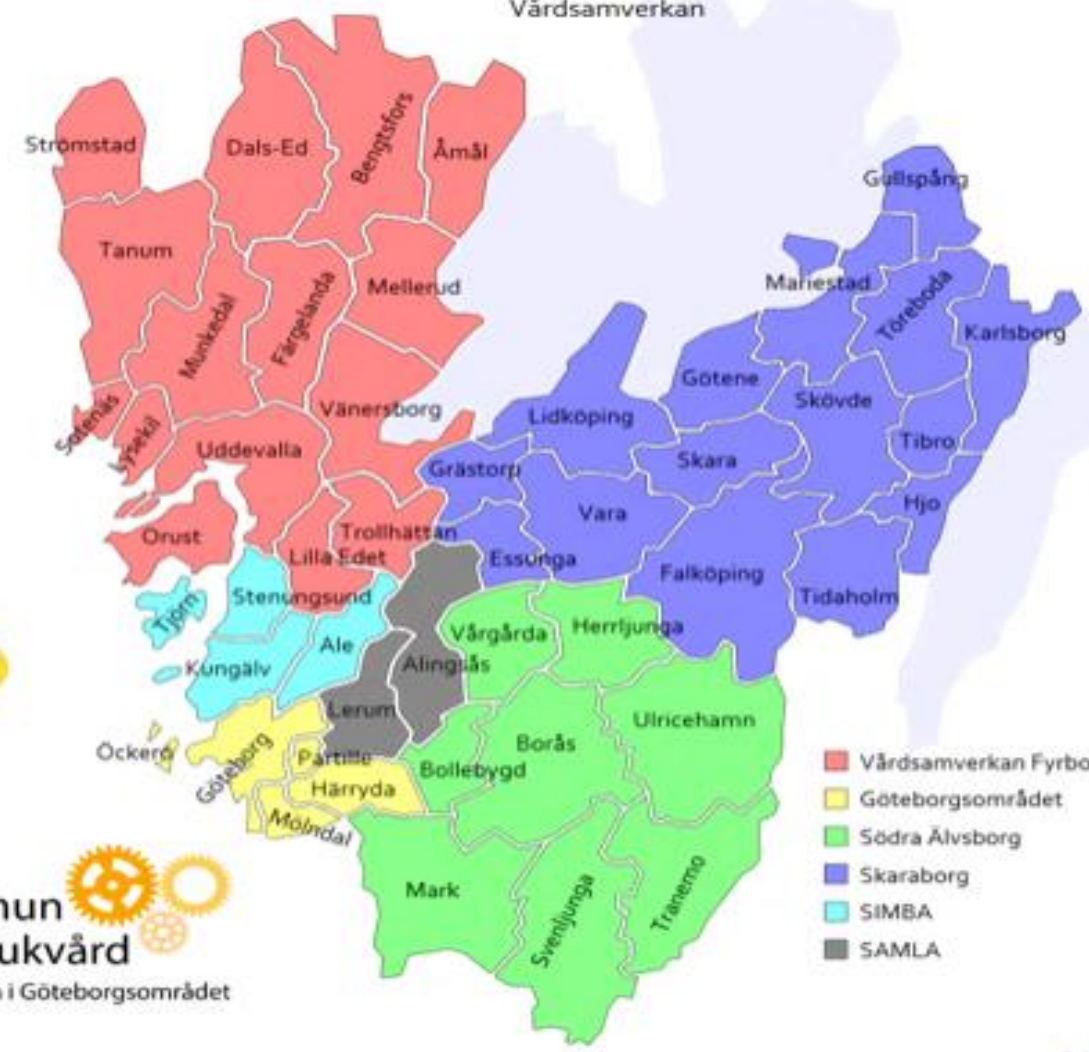 Vårdsamverkan
Strömstad
Dals-Ed
Bengtsfors
Åmål
Gullspång
Tanum
Mellerud
Mariestad
Töreboda
Munkedal
Färgelanda
Karlsborg
Götene
Skövde
Sotenäs
Lysekil
Vänersborg
Lidköping
Uddevalla
Tibro
Grästorp
Skara
Hjo
Orust
Trollhättan
Vara
Lilla Edet
Essunga
Falköping
Stenungsund
Tidaholm
Tjörn
Ale
Vårgårda
Herrljunga
Kungälv
Alingsås
Lerum
Ulricehamn
Öckerö
Göteborg
Partille
Borås
Bollebygd
Härryda
Mölndal
Mark
Svenljunga
Tranemo
Vårdsamverkan Fyrbo
Göteborgsområdet
Södra Älvsborg
Skaraborg
SIMBA
SAMLA
nun
ukvård
i Göteborgsområdet